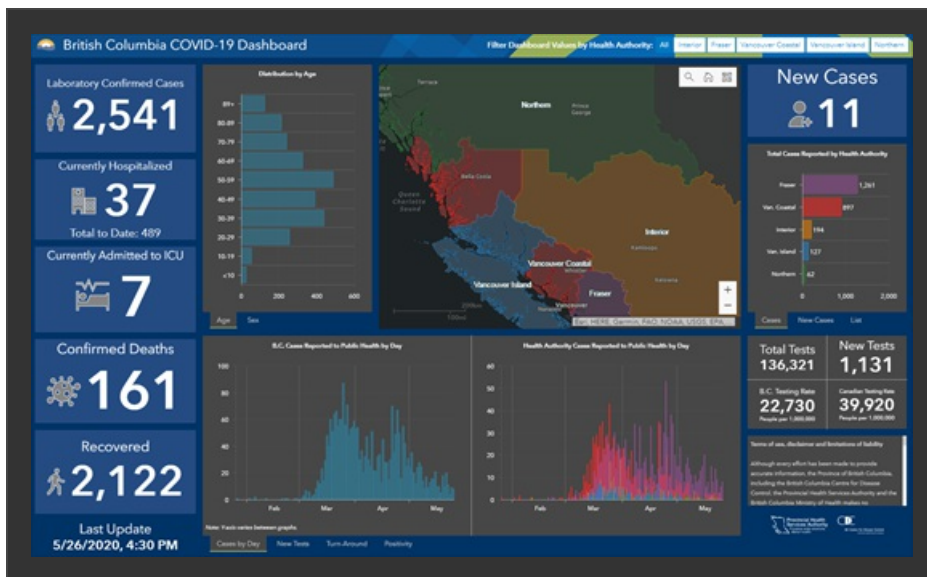 British Columbia COVID-19 Dashboard
Filter Dashboard Values by Health Authority: All Interior Fraser Vancouver Coastal Vancouver Island Northern
Laboratory Confirmed Cases
2,541
Currently Hospitalized
37
Total to Date: 489
Currently Admitted to ICU
7
Confirmed Deaths
161
Recovered
2,122
Last Update
5/26/2020, 4:30 PM
Distribution by Age
89+
80-89
70-79
60-69
50-59
40-49
30-39
20-29
10-19
<10
0 200 400 600
Age Sex
Terrace
Northern
Prince
George
Bella Coola
Queen
Charlotte
Sound
Interior
Kamloops
Vancouver Coastal
Whistler
Kelowna
Vancouver Island
Fraser
Vancouver
Nanaimo
100mi
Esri, HERE, Garmin, FAO, NOAA, USGS, EPA, ...
New Cases
11
Total Cases Reported by Health Authority
Fraser 1,261
Van. Coastal 897
Interior 194
Van. Island 127
Northern 62
0 1,000 2,000
Cases New Cases List
B.C. Cases Reported to Public Health by Day
100
80
60
40
20
0
Feb Mar Apr May
Note: Y-axis varies between graphs.
Cases by Day New Tests Turn-Around Positivity
Health Authority Cases Reported to Public Health by Day
60
50
40
30
20
10
0
Feb Mar Apr May
Total Tests
136,321
New Tests
1,131
B.C. Testing Rate
22,730
People per 1,000,000
Canadian Testing Rate
39,920
People per 1,000,000
Terms of use, disclaimer and limitations of liability
Although every effort has been made to provide
accurate information, the Province of British Columbia,
including the British Columbia Centre for Disease
Control, the Provincial Health Services Authority and the
British Columbia Ministry of Health makes no
Provincial Health
Services Authority